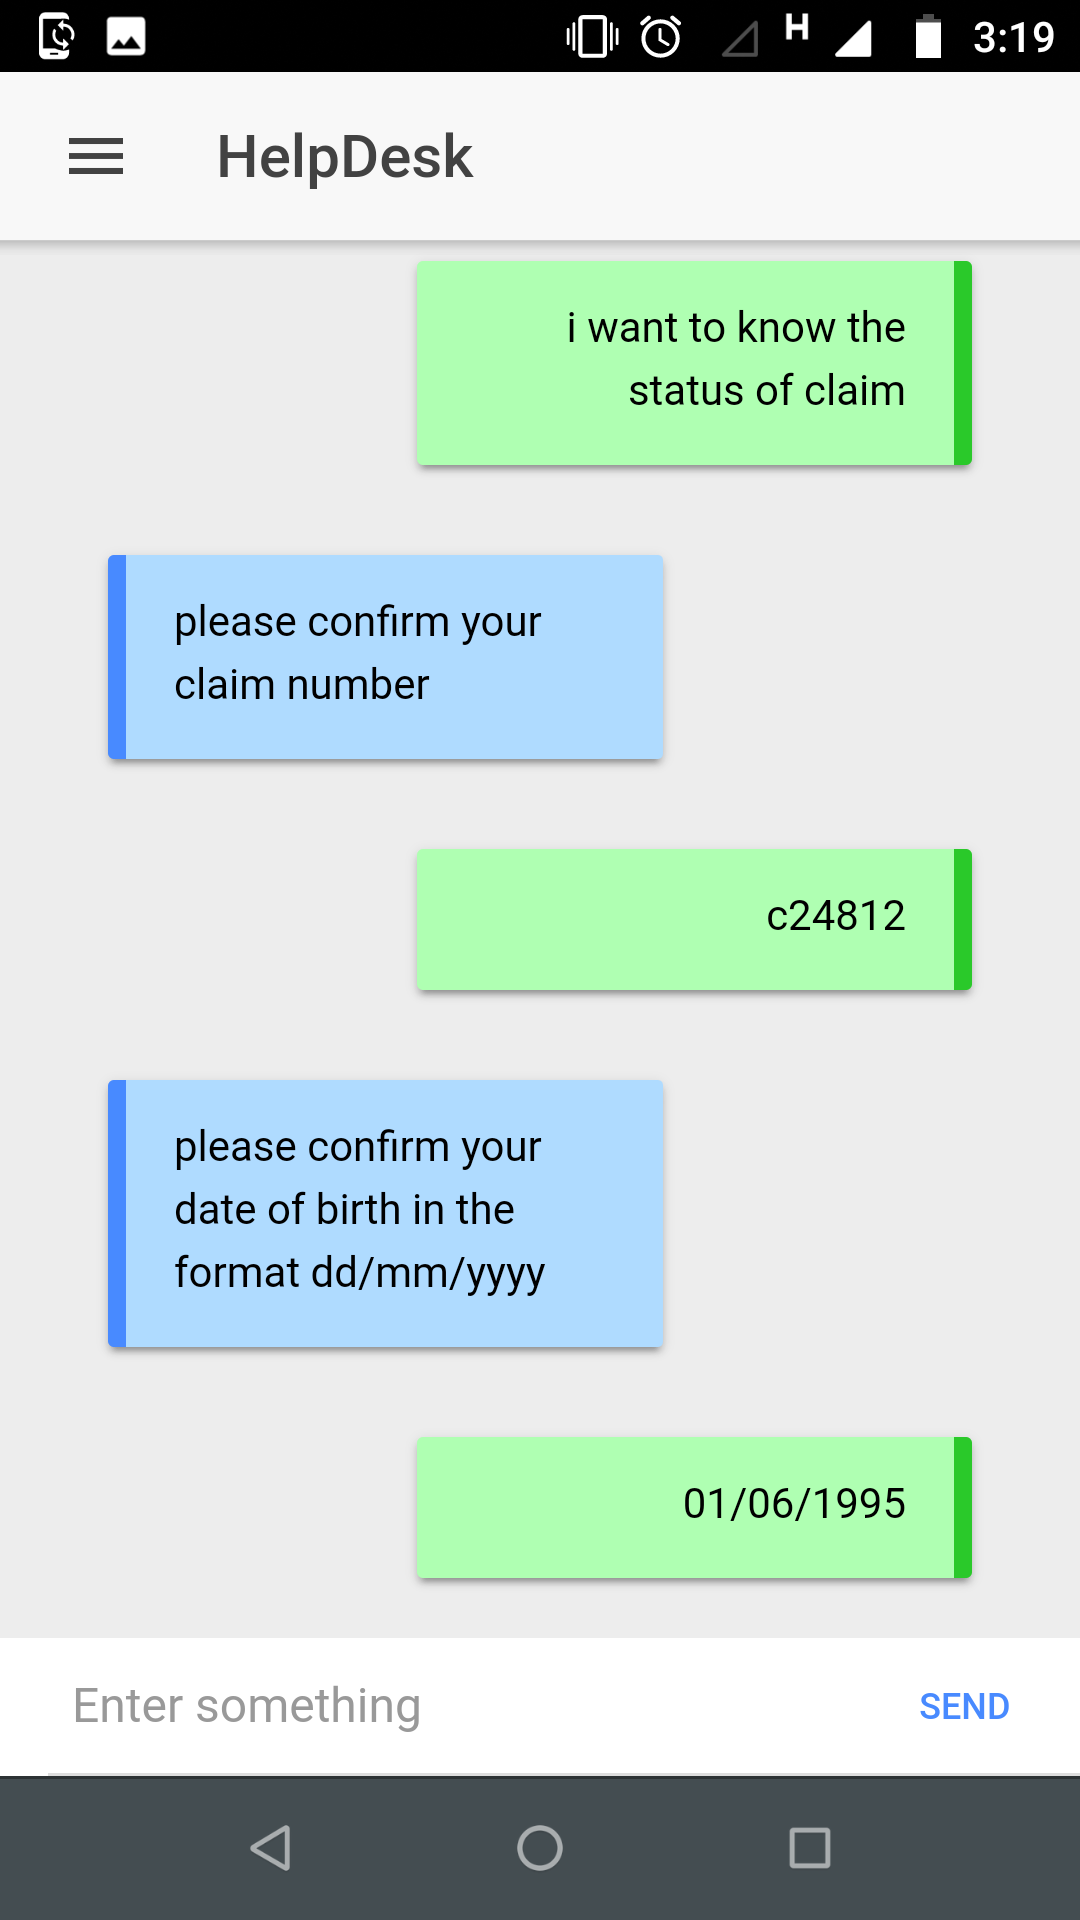 H
3:19
HelpDesk
i want to know the
status of claim
please confirm your
claim number
c24812
please confirm your
date of birth in the
format dd/mm/yyyy
01/06/1995
Enter something
SEND